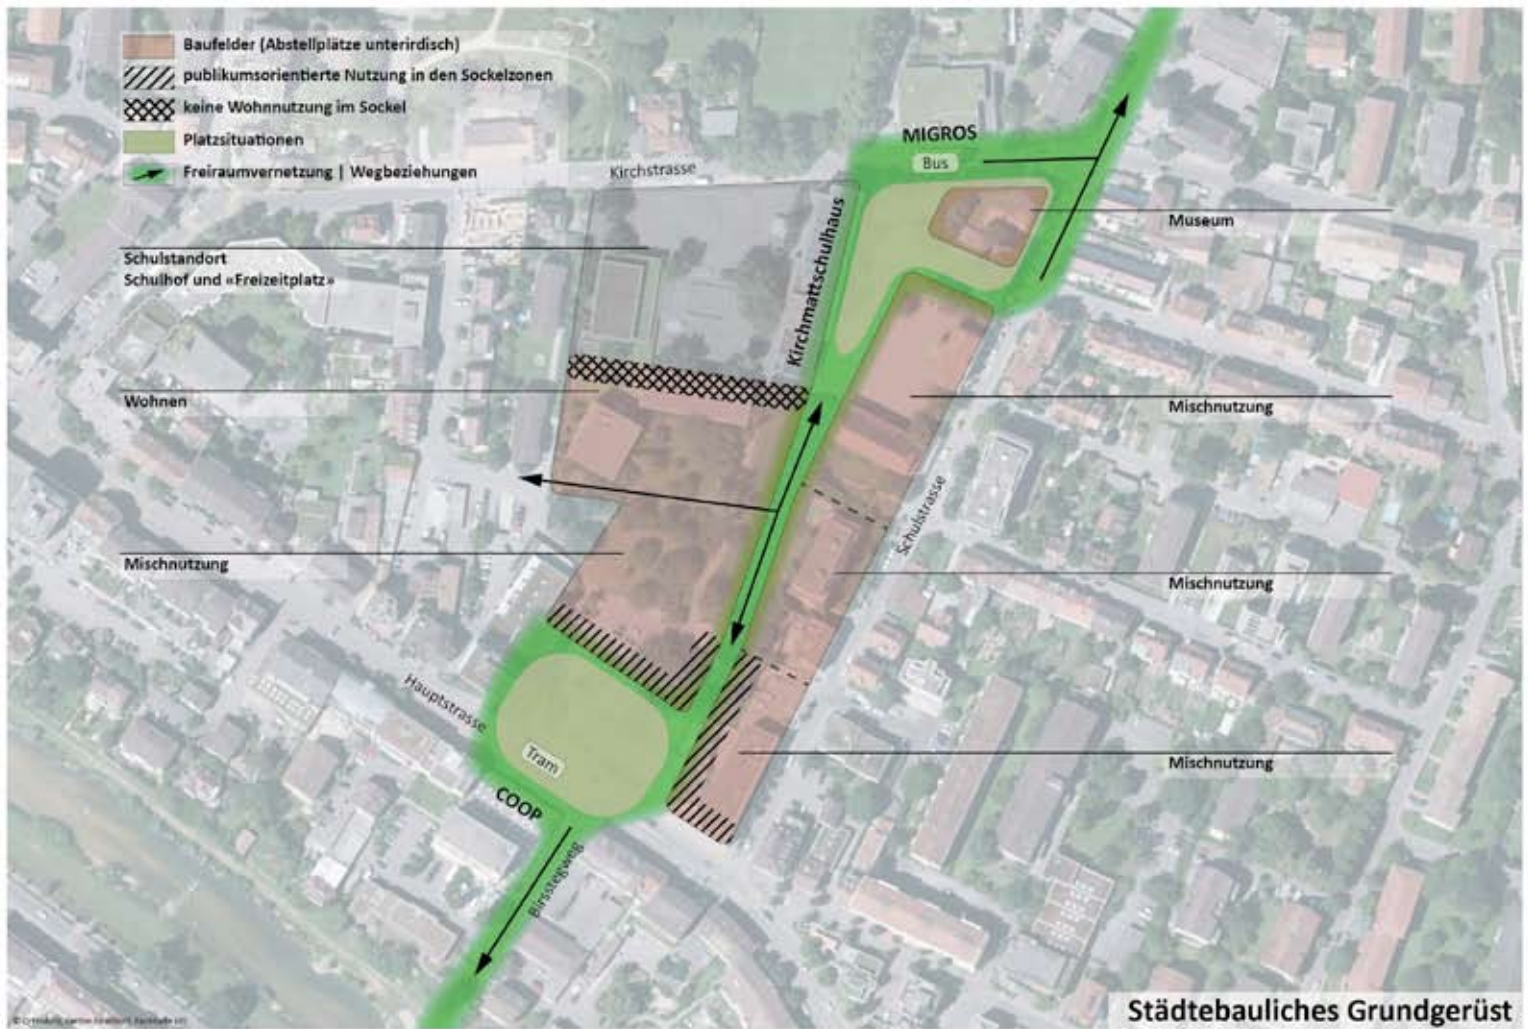 Baufelder (Abstellplätze unterirdisch)
publikumsorientierte Nutzung in den Sockelzonen
keine Wohnnutzung im Sockel
Platzsituationen
Freiraumvernetzung | Wegbeziehungen
MIGROS
Bus
Kirchstrasse
Museum
Schulstandort
Schulhof und «Freizeitplatz»
Kirchmattschulhaus
Wohnen
Mischnutzung
Schulstrasse
Mischnutzung
Mischnutzung
Hauptstrasse
Tram
Mischnutzung
COOP
Birsstegweg
Städtebauliches Grundgerüst